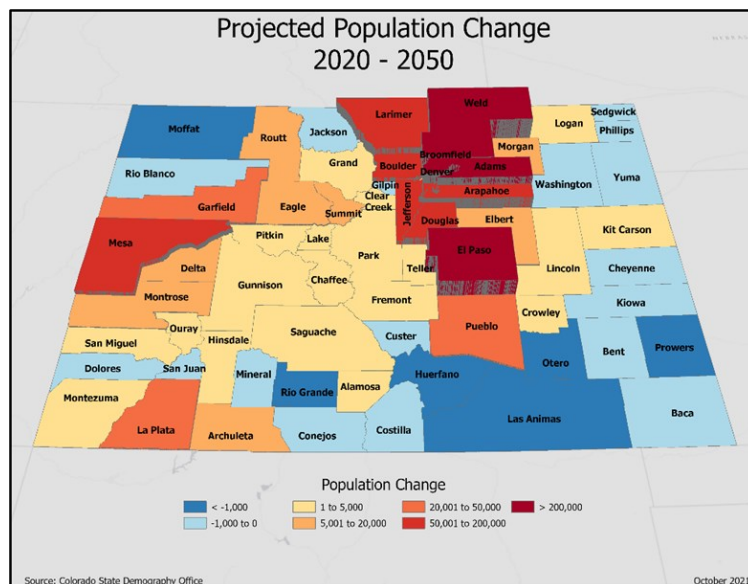 Projected Population Change
2020 - 2050
Moffat
Routt
Jackson
Larimer
Weld
Logan
Sedgwick
Phillips
Rio Blanco
Grand
Boulder
Broomfield
Morgan
Garfield
Eagle
Summit
Gilpin
Clear
Creek
Denver
Adams
Arapahoe
Washington
Yuma
Jefferson
Douglas
Elbert
Kit Carson
Mesa
Pitkin
Lake
Park
El Paso
Lincoln
Cheyenne
Delta
Gunnison
Chaffee
Teller
Fremont
Kiowa
Montrose
Ouray
Crowley
San Miguel
Hinsdale
Saguache
Custer
Pueblo
Otero
Bent
Prowers
Dolores
San Juan
Mineral
Rio Grande
Alamosa
Huerfano
Montezuma
La Plata
Archuleta
Conejos
Costilla
Las Animas
Baca
Population Change
< -1,000
1 to 5,000
20,001 to 50,000
> 200,000
-1,000 to 0
5,001 to 20,000
50,001 to 200,000
Source: Colorado State Demography Office
October 2021